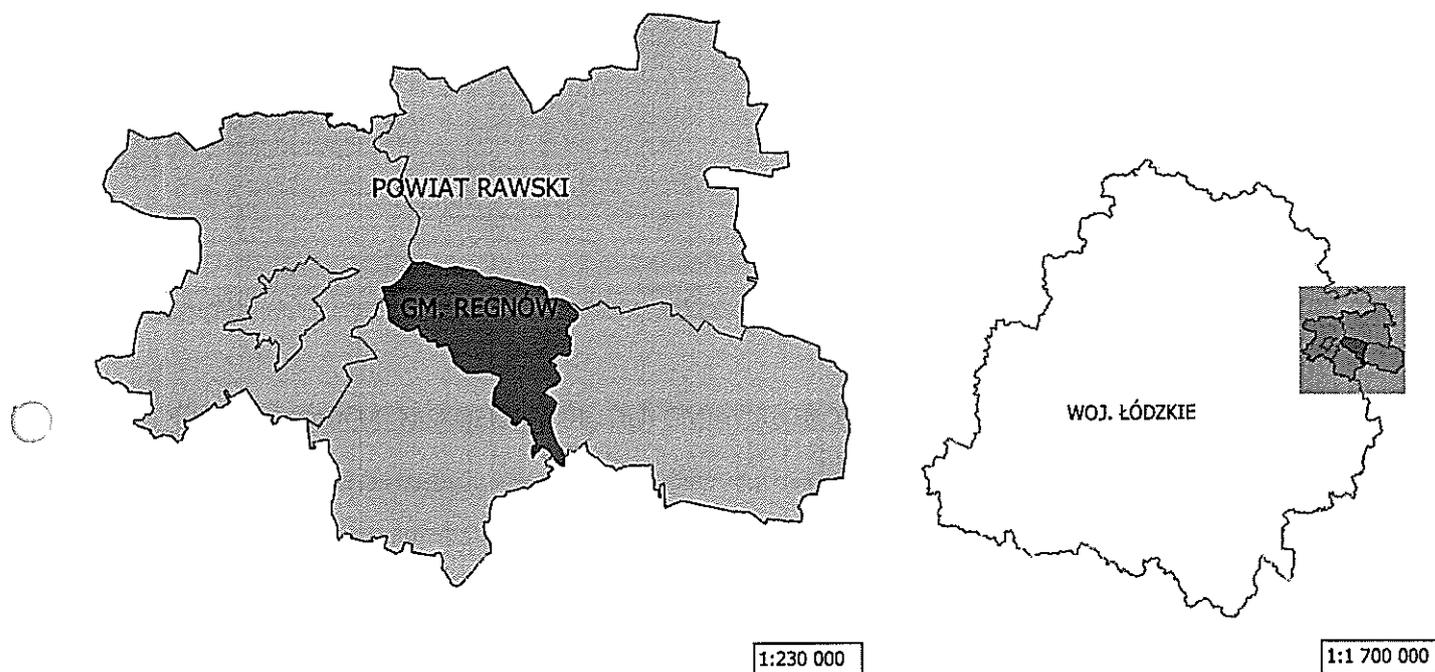 POWIAT RAWSKI
GM. REGNÓW
WOJ. ŁÓDZKIE
1:230 000
1:1 700 000